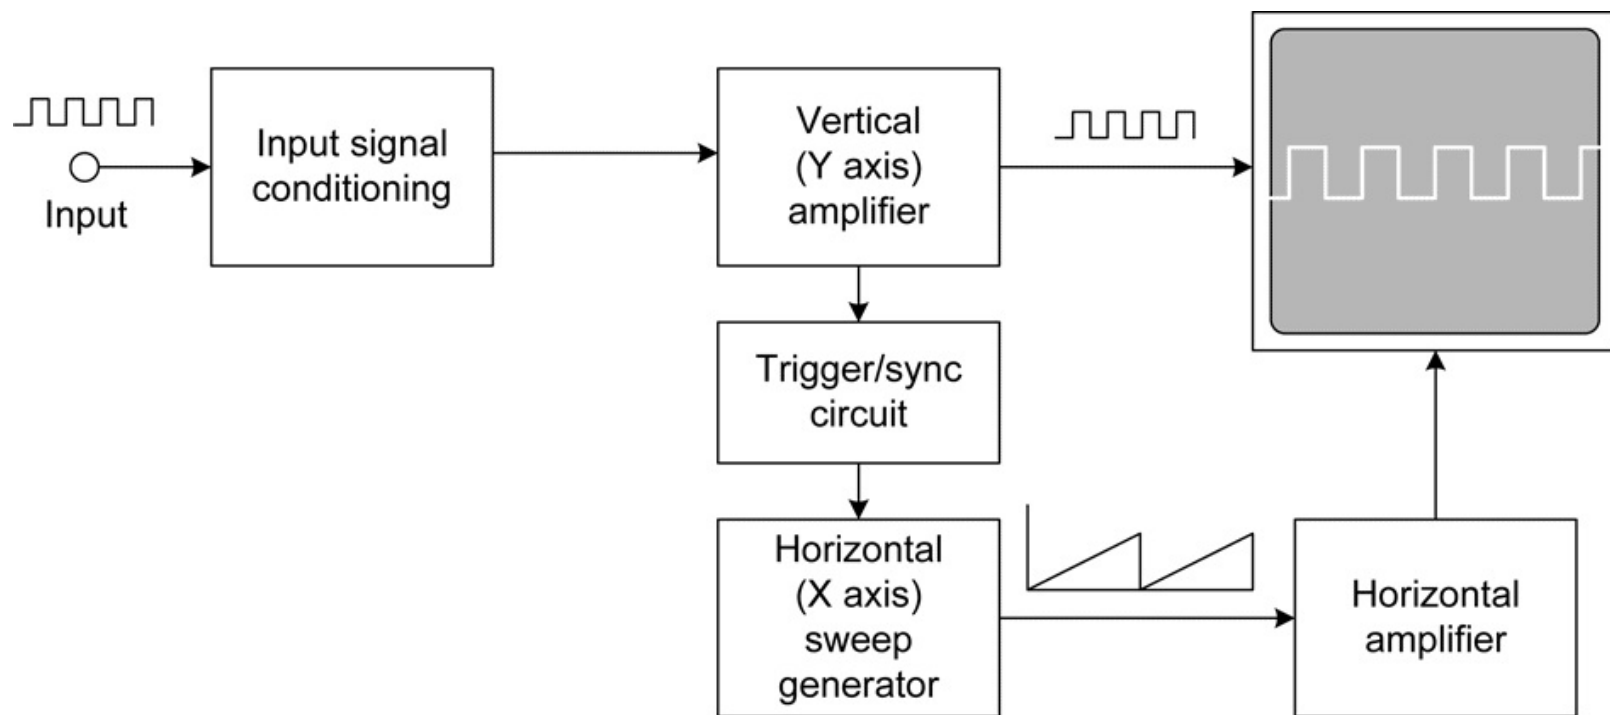 Input
Input signal
conditioning
Vertical
(Y axis)
amplifier
Trigger/sync
circuit
Horizontal
(X axis)
sweep
generator
Horizontal
amplifier